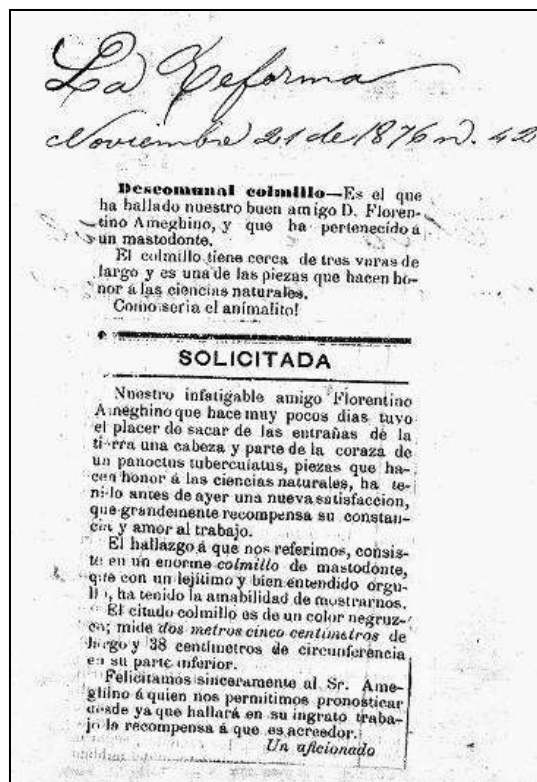 La Reforma
Noviembre 21 de 1876 n. 42
Descomunal colmillo—Es el que
ha hallado nuestro buen amigo D. Floren-
tino Ameghino, y que ha pertenecido á
un mastodonte.
El colmillo tiene cerca de tres varas de
largo y es una de las piezas que hacen ho-
nor á las ciencias naturales.
Como seria el animalito!
SOLICITADA
Nuestro infatigable amigo Florentino
Ameghino que hace muy pocos dias tuvo
el placer de sacar de las entrañas de la
tierra una cabeza y parte de la coraza de
un panoctus tuberculatus, piezas que ha-
cen honor á las ciencias naturales, ha te-
nido antes de ayer una nueva satisfaccion,
que grandemente recompensa su constan-
cia y amor al trabajo.
El hallazgo á que nos referimos, consis-
te en un enorme colmillo de mastodonte,
que con un lejítimo y bien entendido orgu-
llo, ha tenido la amabilidad de mostrarnos.
El citado colmillo es de un color negruz-
co; mide dos metros cinco centímetros de
largo y 38 centimetros de circunferencia
en su parte inferior.
Felicitamos sinceramente al Sr. Ame-
ghino á quien nos permitimos pronosticar
desde ya que hallará en su ingrato traba-
jo la recompensa á que es acreedor.
Un aficionado